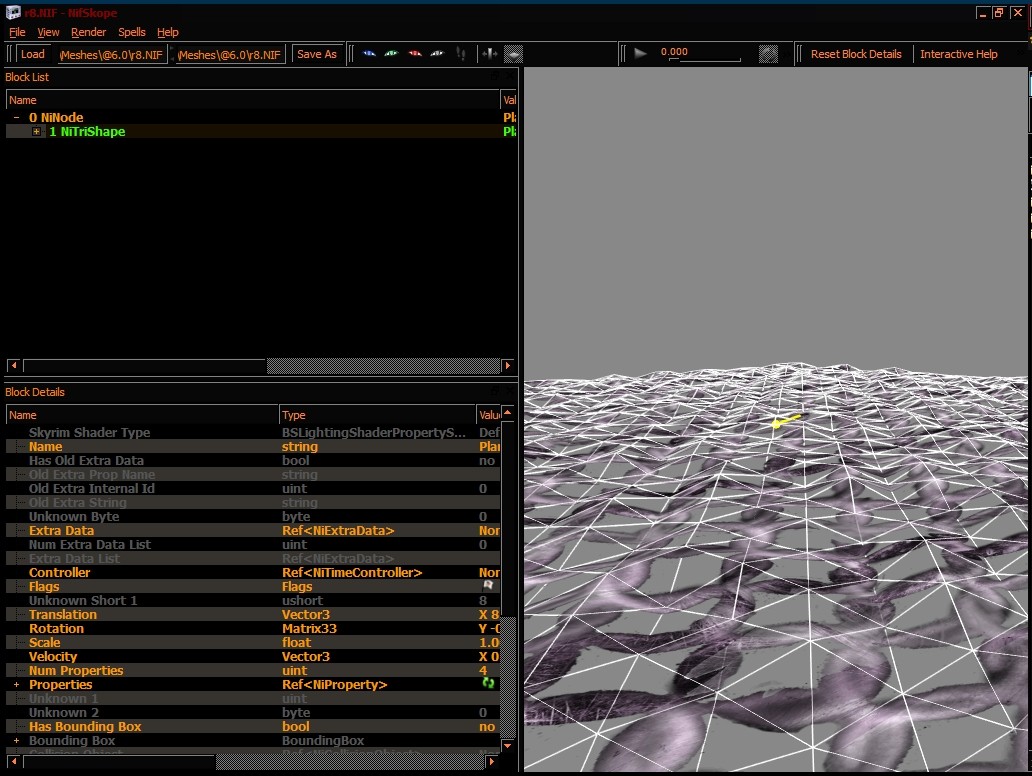 r8.NIF - NifSkope
File View Render Spells Help
Load Meshes\@6.0\r8.NIF Meshes\@6.0\r8.NIF Save As 0.000 Reset Block Details Interactive Help
Block List
Name Val
- 0 NiNode Pla
+ 1 NiTriShape Pla
Block Details
Name Type Valu
Skyrim Shader Type BSLightingShaderPropertyS... Def
Name string Plan
Has Old Extra Data bool no
Old Extra Prop Name string
Old Extra Internal Id uint 0
Old Extra String string
Unknown Byte byte 0
Extra Data Ref<NiExtraData> Non
Num Extra Data List uint 0
Extra Data List Ref<NiExtraData>
Controller Ref<NiTimeController> Non
Flags Flags
Unknown Short 1 ushort 8
Translation Vector3 X 8
Rotation Matrix33 Y -0
Scale float 1.0
Velocity Vector3 X 0
Num Properties uint 4
+ Properties Ref<NiProperty>
Unknown 1 uint
Unknown 2 byte 0
Has Bounding Box bool no
+ Bounding Box BoundingBox